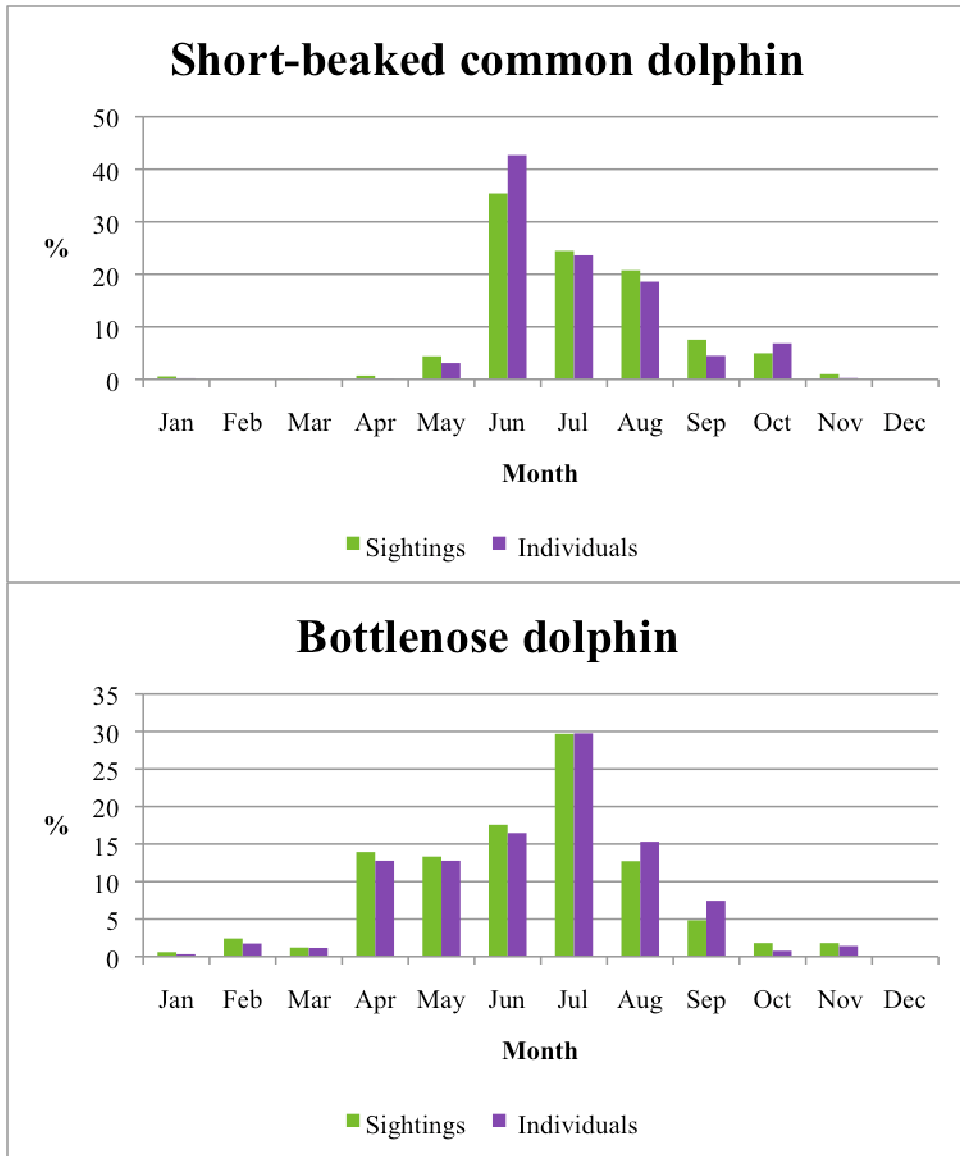 Short-beaked common dolphin
50
40
30
%
20
10
0
Jan Feb Mar Apr May Jun Jul Aug Sep Oct Nov Dec
Month
Sightings Individuals
Bottlenose dolphin
35
30
25
20
%
15
10
5
0
Jan Feb Mar Apr May Jun Jul Aug Sep Oct Nov Dec
Month
Sightings Individuals